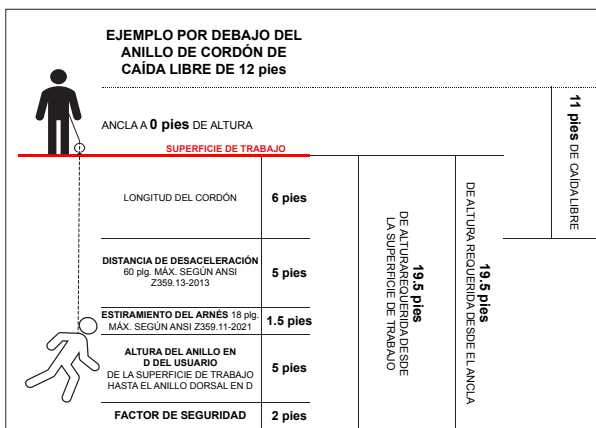 EJEMPLO POR DEBAJO DEL
ANILLO DE CORDÓN DE
CAÍDA LIBRE DE 12 pies
ANCLA A 0 pies DE ALTURA
SUPERFICIE DE TRABAJO
LONGITUD DEL CORDÓN
6 pies
DISTANCIA DE DESACELERACIÓN
60 plg. MÁX. SEGÚN ANSI
Z359.13-2013
5 pies
ESTIRAMIENTO DEL ARNÉS 18 plg.
MÁX. SEGÚN ANSI Z359.11-2021
1.5 pies
ALTURA DEL ANILLO EN
D DEL USUARIO
DE LA SUPERFICIE DE TRABAJO
HASTA EL ANILLO DORSAL EN D
5 pies
FACTOR DE SEGURIDAD
2 pies
19.5 pies
DE ALTURAREQUERIDA DESDE
LA SUPERFICIE DE TRABAJO
19.5 pies
DE ALTURA REQUERIDA DESDE EL ANCLA
11 pies DE CAÍDA LIBRE